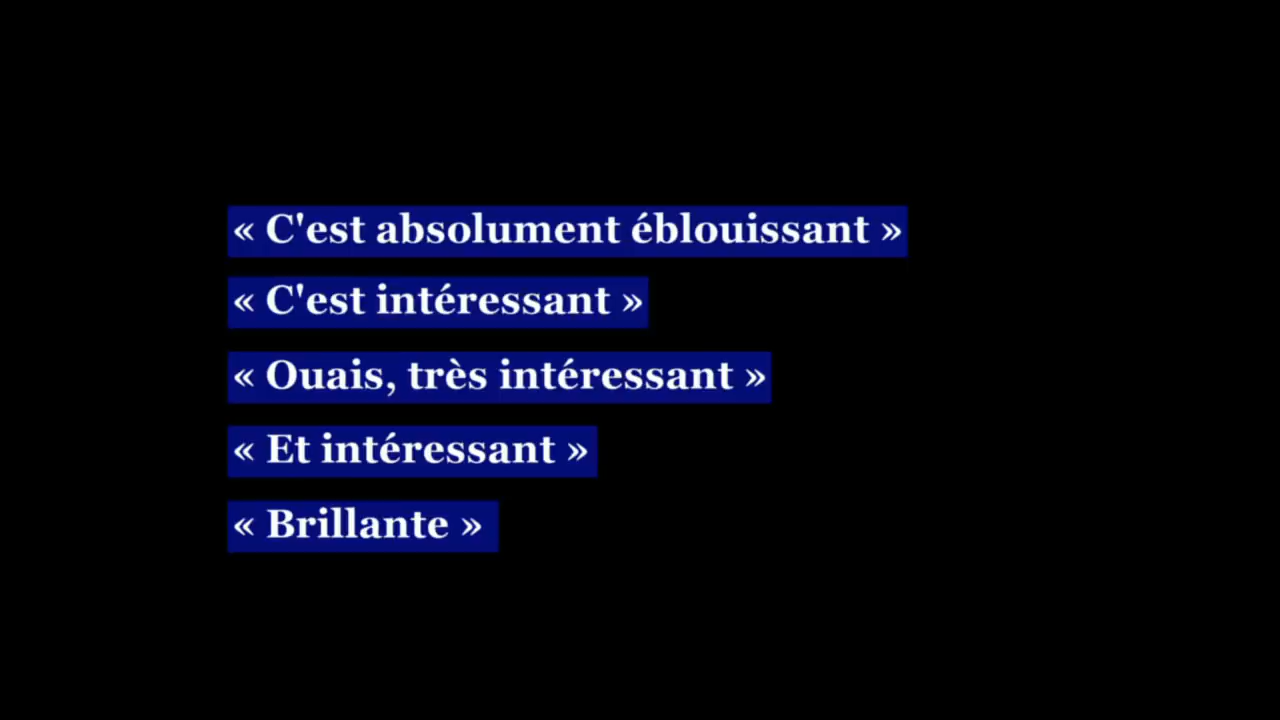 « C'est absolument éblouissant »
« C'est intéressant »
« Ouais, très intéressant »
« Et intéressant »
« Brillante »